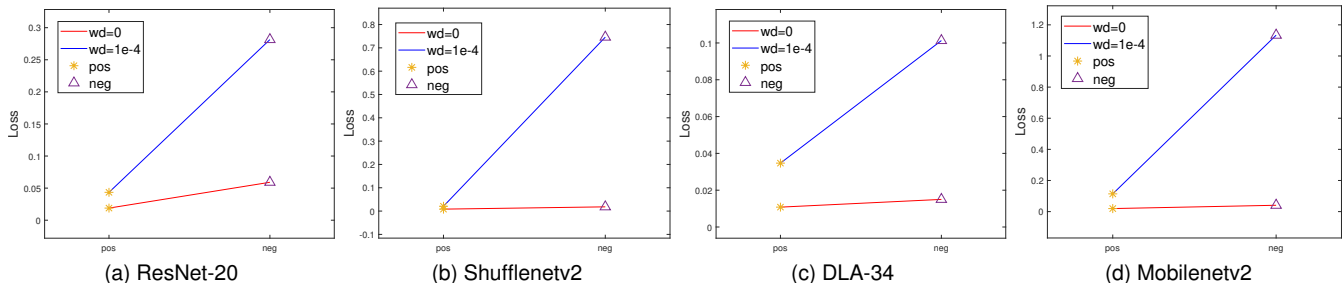 Loss
0.3
0.25
0.2
0.15
0.1
0.05
0
wd=0
wd=1e-4
pos
neg
pos neg
(a) ResNet-20
Loss
0.8
0.7
0.6
0.5
0.4
0.3
0.2
0.1
0
-0.1
wd=0
wd=1e-4
pos
neg
pos neg
(b) Shufflenetv2
Loss
0.1
0.08
0.06
0.04
0.02
0
wd=0
wd=1e-4
pos
neg
pos neg
(c) DLA-34
Loss
1.2
1
0.8
0.6
0.4
0.2
0
wd=0
wd=1e-4
pos
neg
pos neg
(d) Mobilenetv2